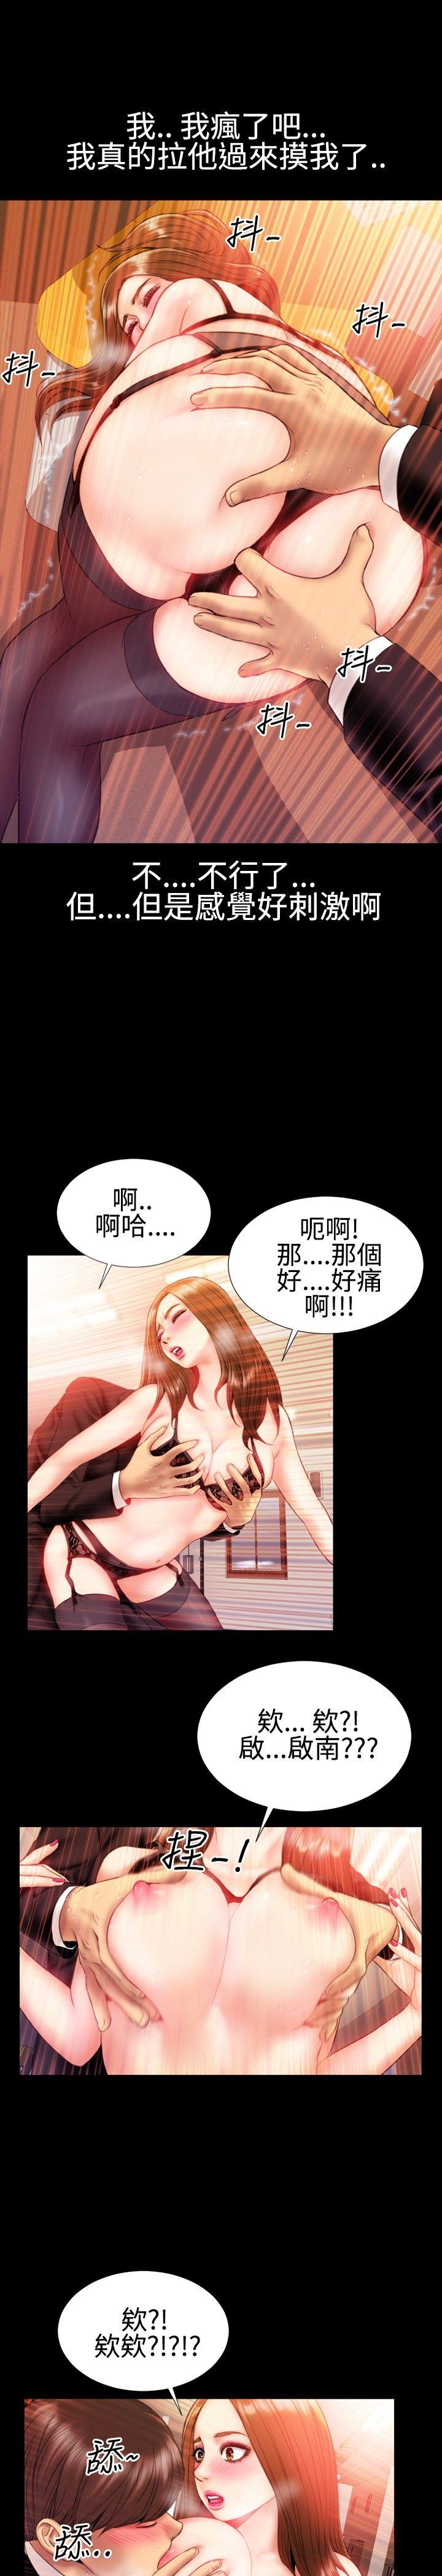 我.. 我瘋了吧...
我真的拉他過來摸我了..
抖-
抖-
抖-
抖-
抖-
不....不行了...
但....但是感覺好刺激啊
啊..
啊哈....
呃啊!
那....那個
好....好痛
啊!!!
欸... 欸?!
啟...啟南???
捏-!
欸?!
欸欸?!?!?
舔~
舔..